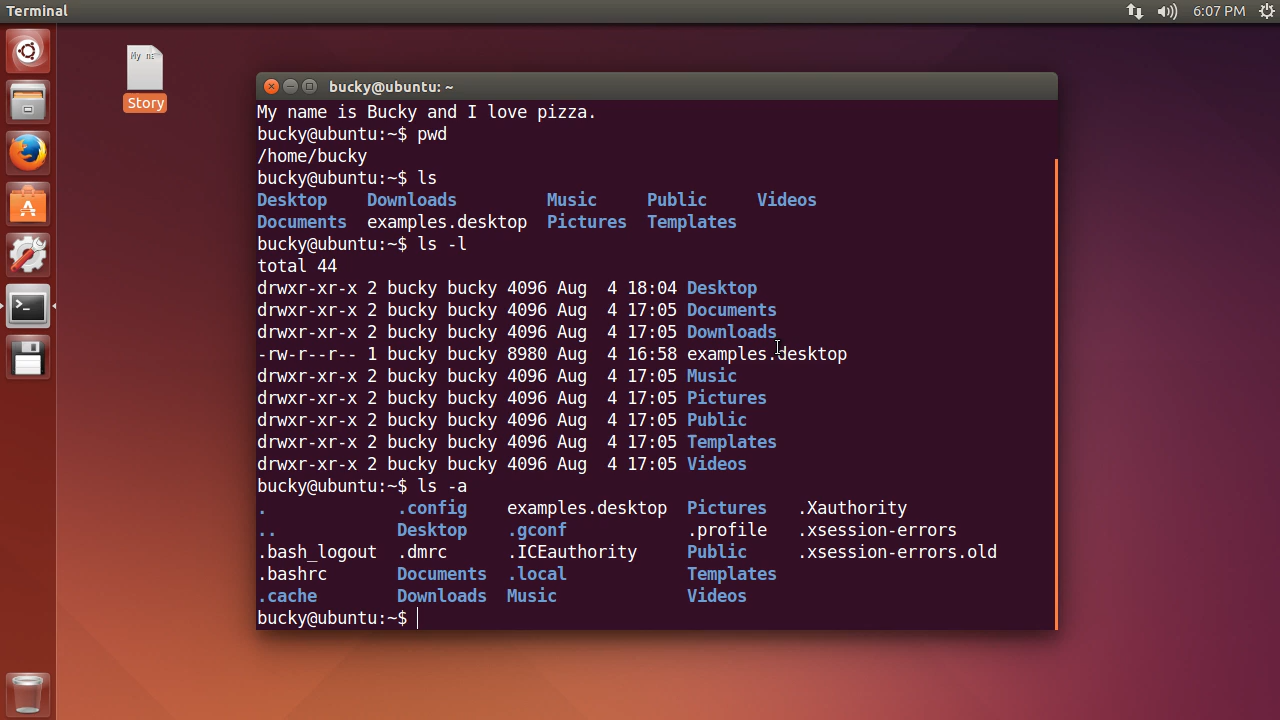 Terminal
6:07 PM
My na
Story
bucky@ubuntu: ~
My name is Bucky and I love pizza.
bucky@ubuntu:~$ pwd
/home/bucky
bucky@ubuntu:~$ ls
Desktop Downloads Music Public Videos
Documents examples.desktop Pictures Templates
bucky@ubuntu:~$ ls -l
total 44
drwxr-xr-x 2 bucky bucky 4096 Aug 4 18:04 Desktop
drwxr-xr-x 2 bucky bucky 4096 Aug 4 17:05 Documents
drwxr-xr-x 2 bucky bucky 4096 Aug 4 17:05 Downloads
-rw-r--r-- 1 bucky bucky 8980 Aug 4 16:58 examples.desktop
drwxr-xr-x 2 bucky bucky 4096 Aug 4 17:05 Music
drwxr-xr-x 2 bucky bucky 4096 Aug 4 17:05 Pictures
drwxr-xr-x 2 bucky bucky 4096 Aug 4 17:05 Public
drwxr-xr-x 2 bucky bucky 4096 Aug 4 17:05 Templates
drwxr-xr-x 2 bucky bucky 4096 Aug 4 17:05 Videos
bucky@ubuntu:~$ ls -a
. .config examples.desktop Pictures .Xauthority
.. Desktop .gconf .profile .xsession-errors
.bash_logout .dmrc .ICEauthority Public .xsession-errors.old
.bashrc Documents .local Templates
.cache Downloads Music Videos
bucky@ubuntu:~$